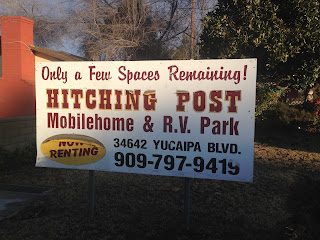 Only a Few Spaces Remaining!
HITCHING POST
Mobilehome & R.V. Park
NOW RENTING
34642 YUCAIPA BLVD.
909-797-9419